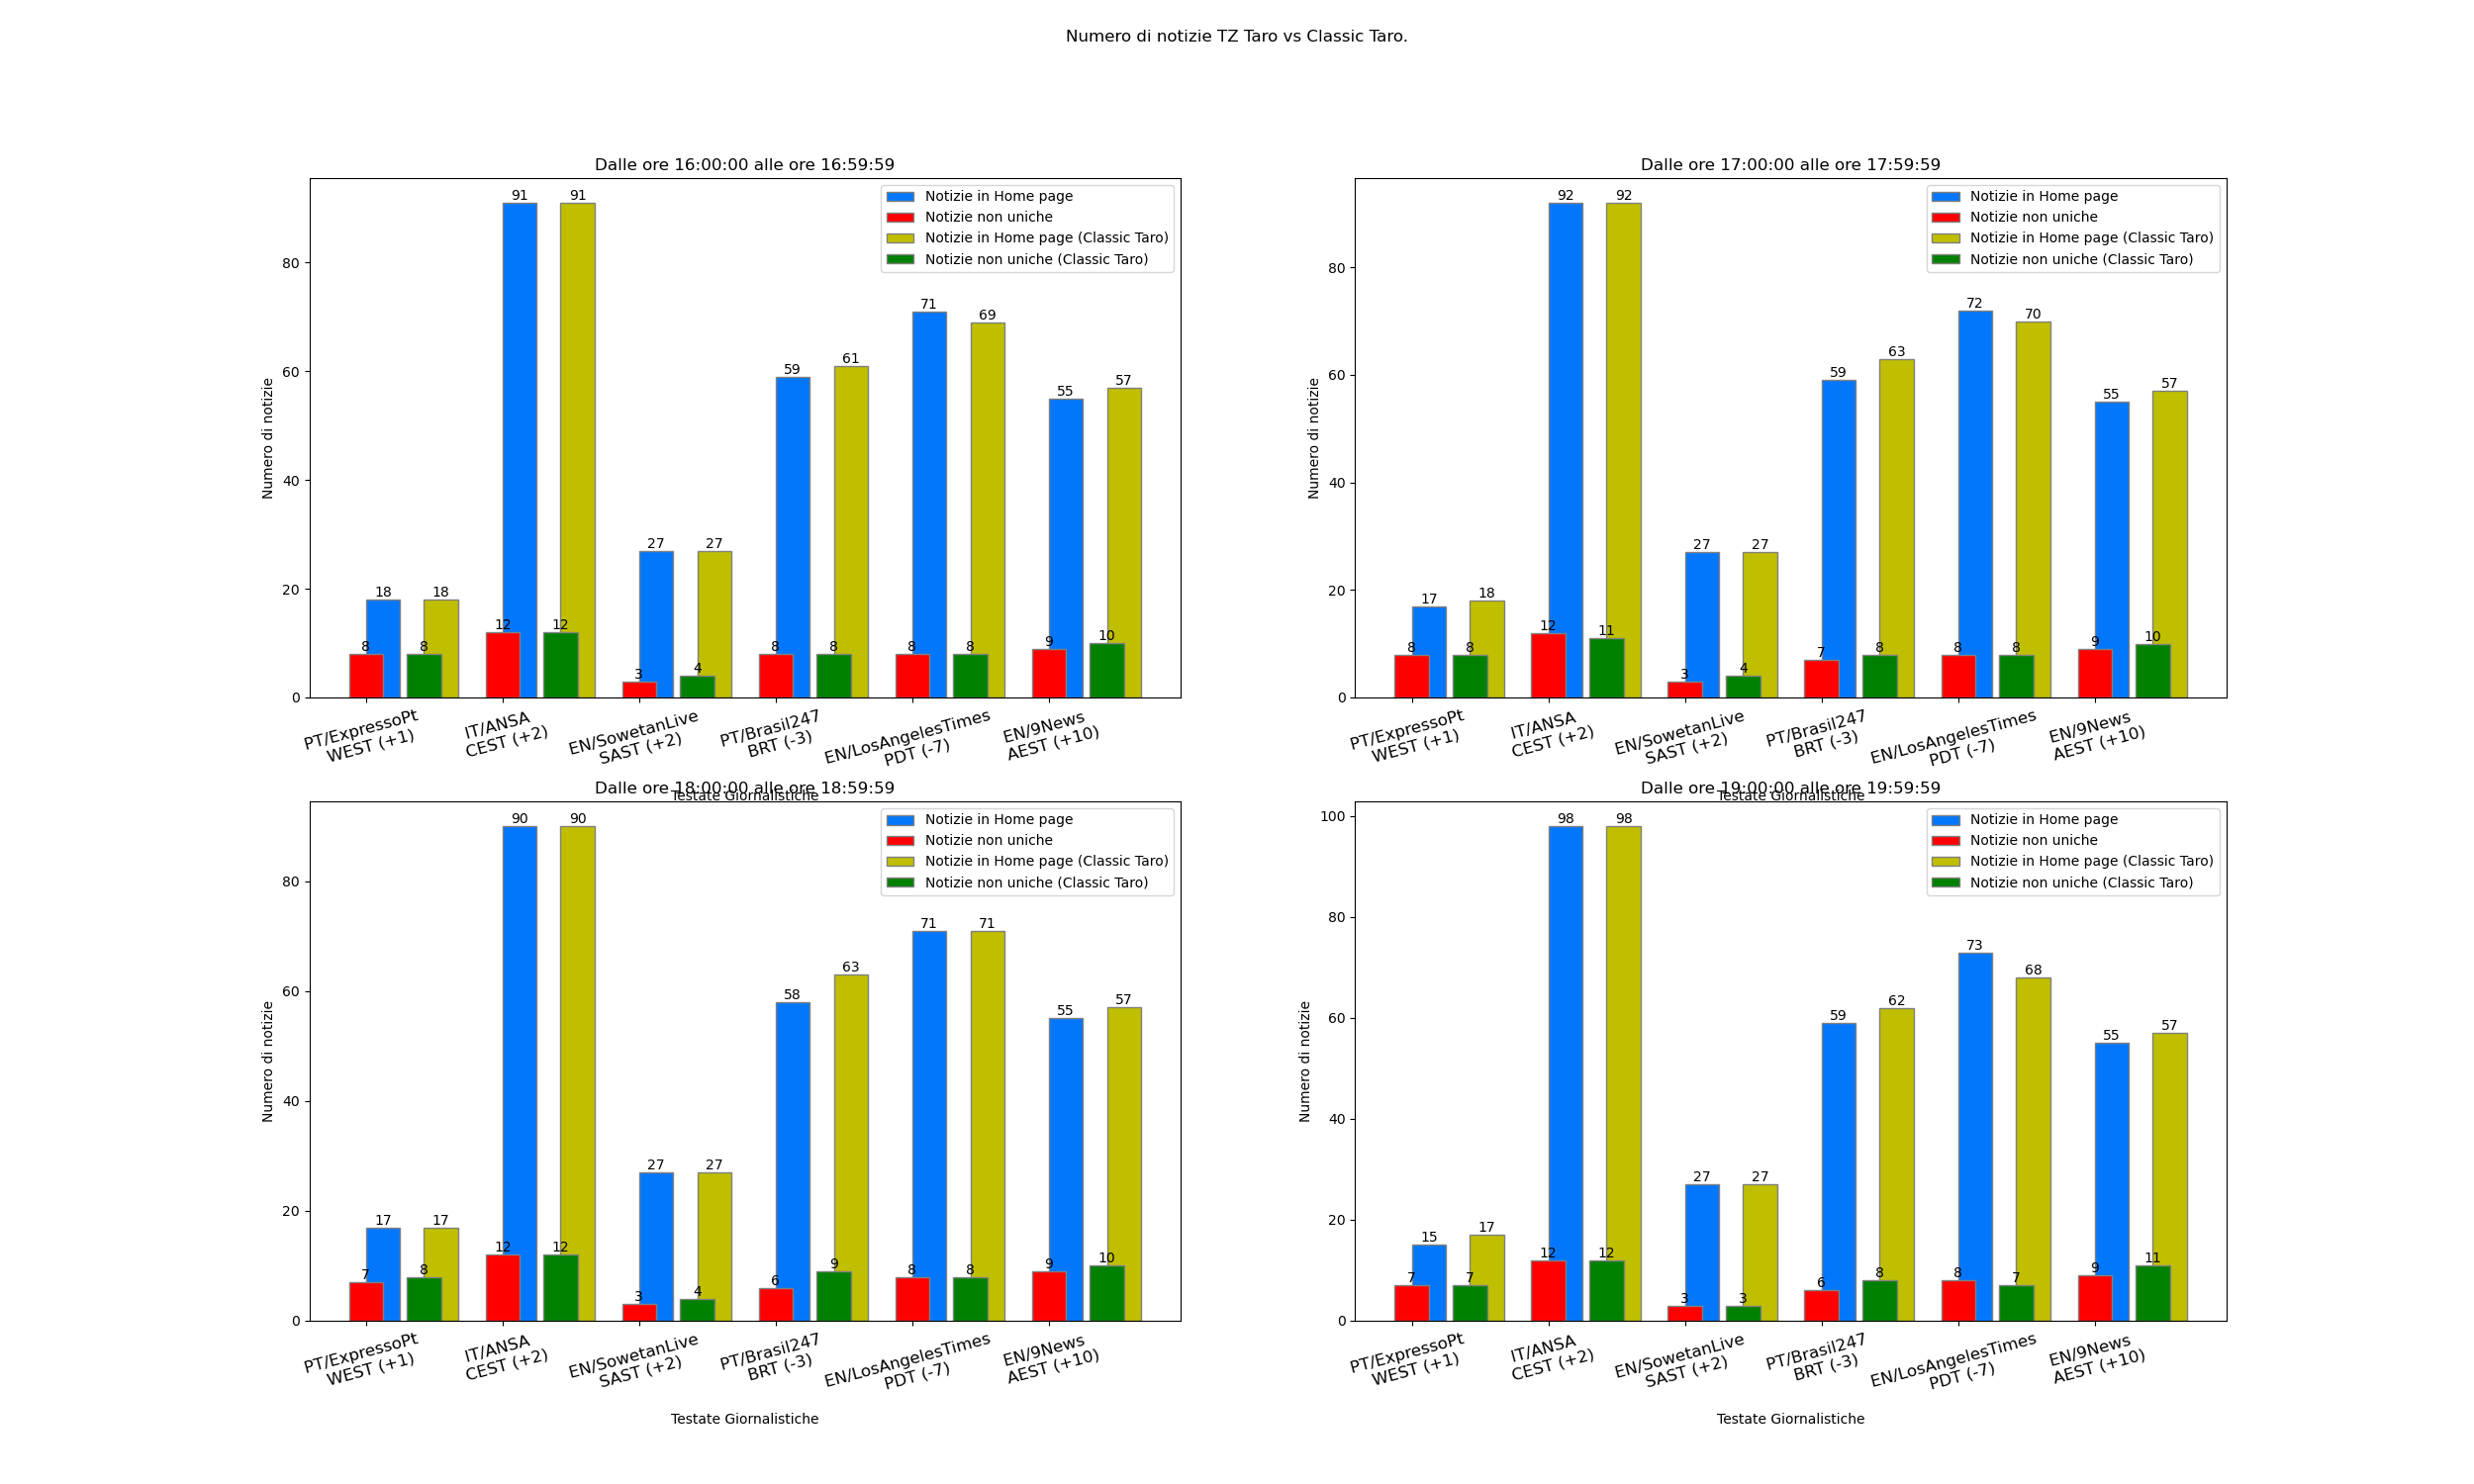 Numero di notizie TZ Taro vs Classic Taro.
Dalle ore 16:00:00 alle ore 16:59:59
Notizie in Home page
Notizie non uniche
Notizie in Home page (Classic Taro)
Notizie non uniche (Classic Taro)
Numero di notizie
80
60
40
20
0
91 91
71 69
59 61
55 57
27 27
18 18
8 8 12 12 3 4 8 8 8 8 9 10
PT/ExpressoPt
WEST (+1)
IT/ANSA
CEST (+2)
EN/SowetanLive
SAST (+2)
PT/Brasil247
BRT (-3)
EN/LosAngelesTimes
PDT (-7)
EN/9News
AEST (+10)
Testate Giornalistiche
Dalle ore 17:00:00 alle ore 17:59:59
Notizie in Home page
Notizie non uniche
Notizie in Home page (Classic Taro)
Notizie non uniche (Classic Taro)
Numero di notizie
80
60
40
20
0
92 92
72 70
59 63
55 57
27 27
17 18
8 8 12 11 3 4 7 8 8 8 9 10
PT/ExpressoPt
WEST (+1)
IT/ANSA
CEST (+2)
EN/SowetanLive
SAST (+2)
PT/Brasil247
BRT (-3)
EN/LosAngelesTimes
PDT (-7)
EN/9News
AEST (+10)
Testate Giornalistiche
Dalle ore 18:00:00 alle ore 18:59:59
Notizie in Home page
Notizie non uniche
Notizie in Home page (Classic Taro)
Notizie non uniche (Classic Taro)
Numero di notizie
80
60
40
20
0
90 90
71 71
58 63
55 57
27 27
17 17
7 8 12 12 3 4 6 9 8 8 9 10
PT/ExpressoPt
WEST (+1)
IT/ANSA
CEST (+2)
EN/SowetanLive
SAST (+2)
PT/Brasil247
BRT (-3)
EN/LosAngelesTimes
PDT (-7)
EN/9News
AEST (+10)
Testate Giornalistiche
Dalle ore 19:00:00 alle ore 19:59:59
Notizie in Home page
Notizie non uniche
Notizie in Home page (Classic Taro)
Notizie non uniche (Classic Taro)
Numero di notizie
100
80
60
40
20
0
98 98
73 68
59 62
55 57
27 27
15 17
7 7 12 12 3 3 6 8 8 7 9 11
PT/ExpressoPt
WEST (+1)
IT/ANSA
CEST (+2)
EN/SowetanLive
SAST (+2)
PT/Brasil247
BRT (-3)
EN/LosAngelesTimes
PDT (-7)
EN/9News
AEST (+10)
Testate Giornalistiche